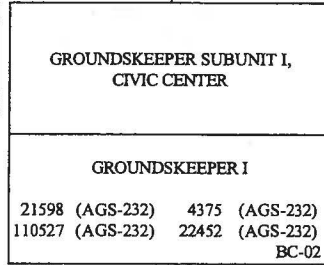 GROUNDSKEEPER SUBUNIT I,
CIVIC CENTER
GROUNDSKEEPER I
21598 (AGS-232) 4375 (AGS-232)
110527 (AGS-232) 22452 (AGS-232)
BC-02